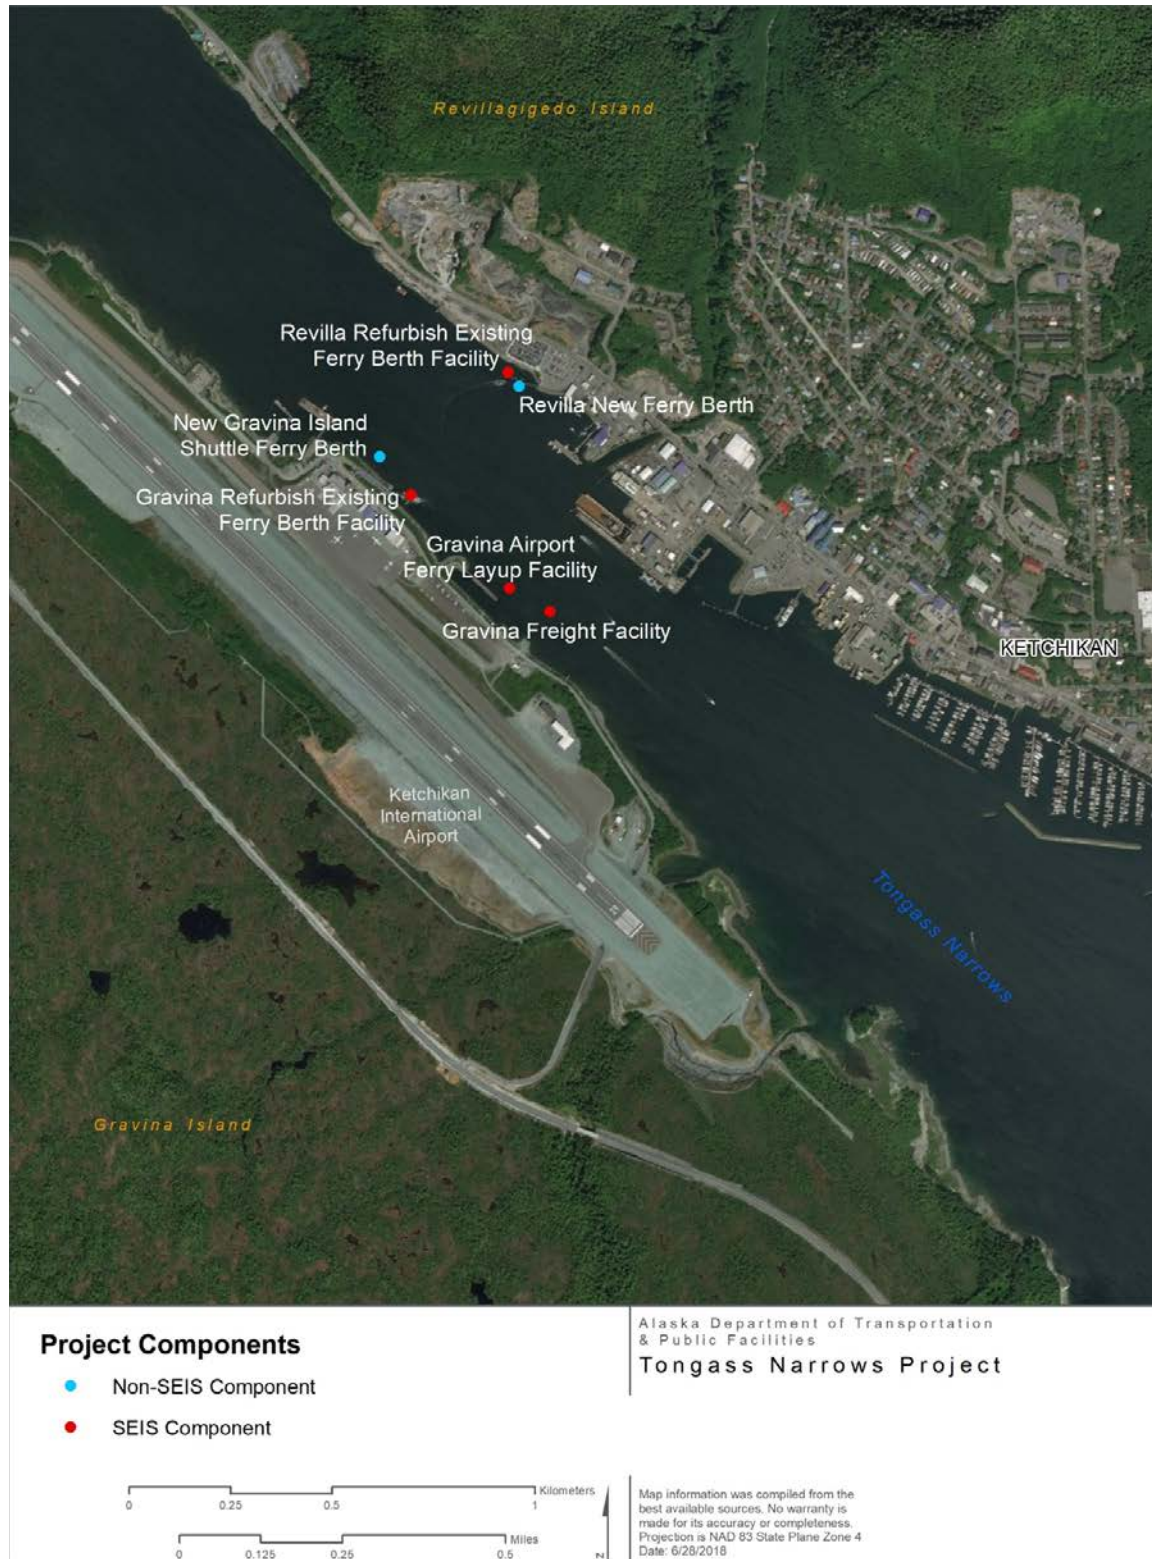 Revillagigedo Island
Revilla Refurbish Existing
Ferry Berth Facility
Revilla New Ferry Berth
New Gravina Island
Shuttle Ferry Berth
Gravina Refurbish Existing
Ferry Berth Facility
Gravina Airport
Ferry Layup Facility
Gravina Freight Facility
KETCHIKAN
Ketchikan
International
Airport
Tongass Narrows
Gravina Island
Project Components
Non-SEIS Component
SEIS Component
Alaska Department of Transportation
& Public Facilities
Tongass Narrows Project
Kilometers
0 0.25 0.5 1
Miles
0 0.125 0.25 0.5
N
Map information was compiled from the
best available sources. No warranty is
made for its accuracy or completeness.
Projection is NAD 83 State Plane Zone 4
Date: 6/28/2018